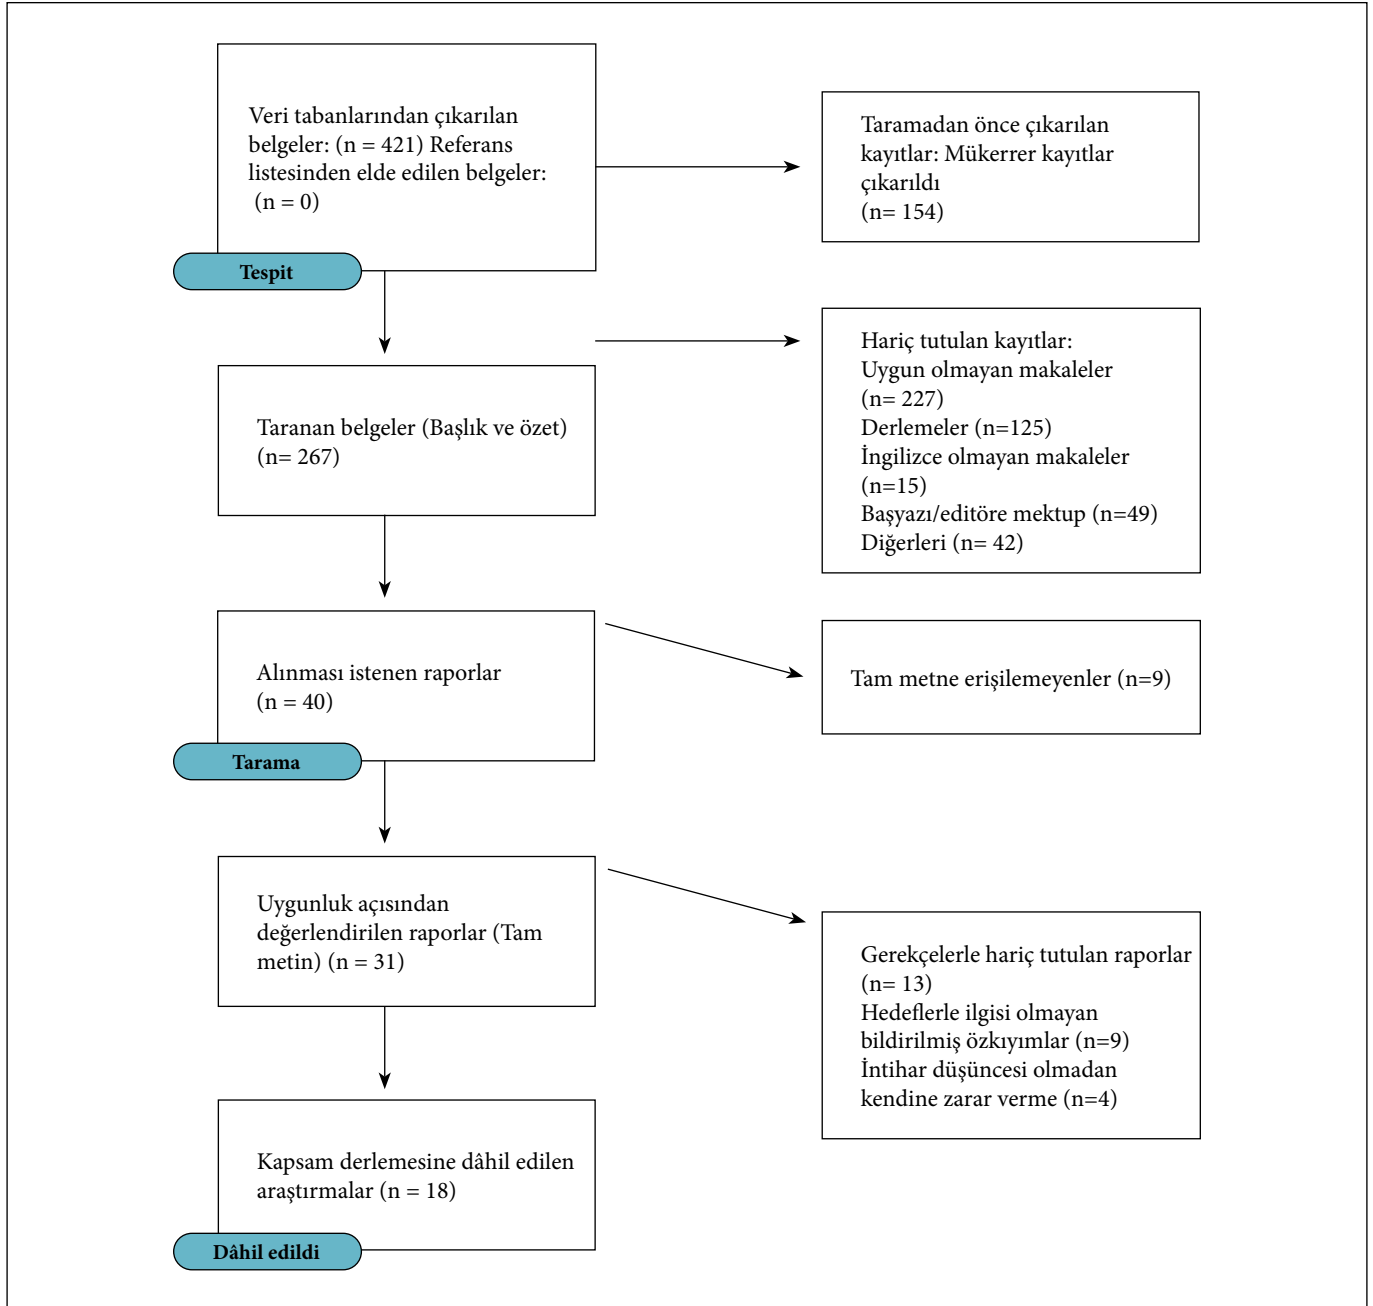 Veri tabanlarından çıkarılan
belgeler: (n = 421) Referans
listesinden elde edilen belgeler:
(n = 0)
Tespit
Taramadan önce çıkarılan
kayıtlar: Mükerrer kayıtlar
çıkarıldı
(n= 154)
Taranan belgeler (Başlık ve özet)
(n= 267)
Hariç tutulan kayıtlar:
Uygun olmayan makaleler
(n= 227)
Derlemeler (n=125)
İngilizce olmayan makaleler
(n=15)
Başyazı/editöre mektup (n=49)
Diğerleri (n= 42)
Alınması istenen raporlar
(n = 40)
Tarama
Tam metne erişilemeyenler (n=9)
Uygunluk açısından
değerlendirilen raporlar (Tam
metin) (n = 31)
Gerekçelerle hariç tutulan raporlar
(n= 13)
Hedeflerle ilgisi olmayan
bildirilmiş özkıyımlar (n=9)
İntihar düşüncesi olmadan
kendine zarar verme (n=4)
Kapsam derlemesine dâhil edilen
araştırmalar (n = 18)
Dâhil edildi